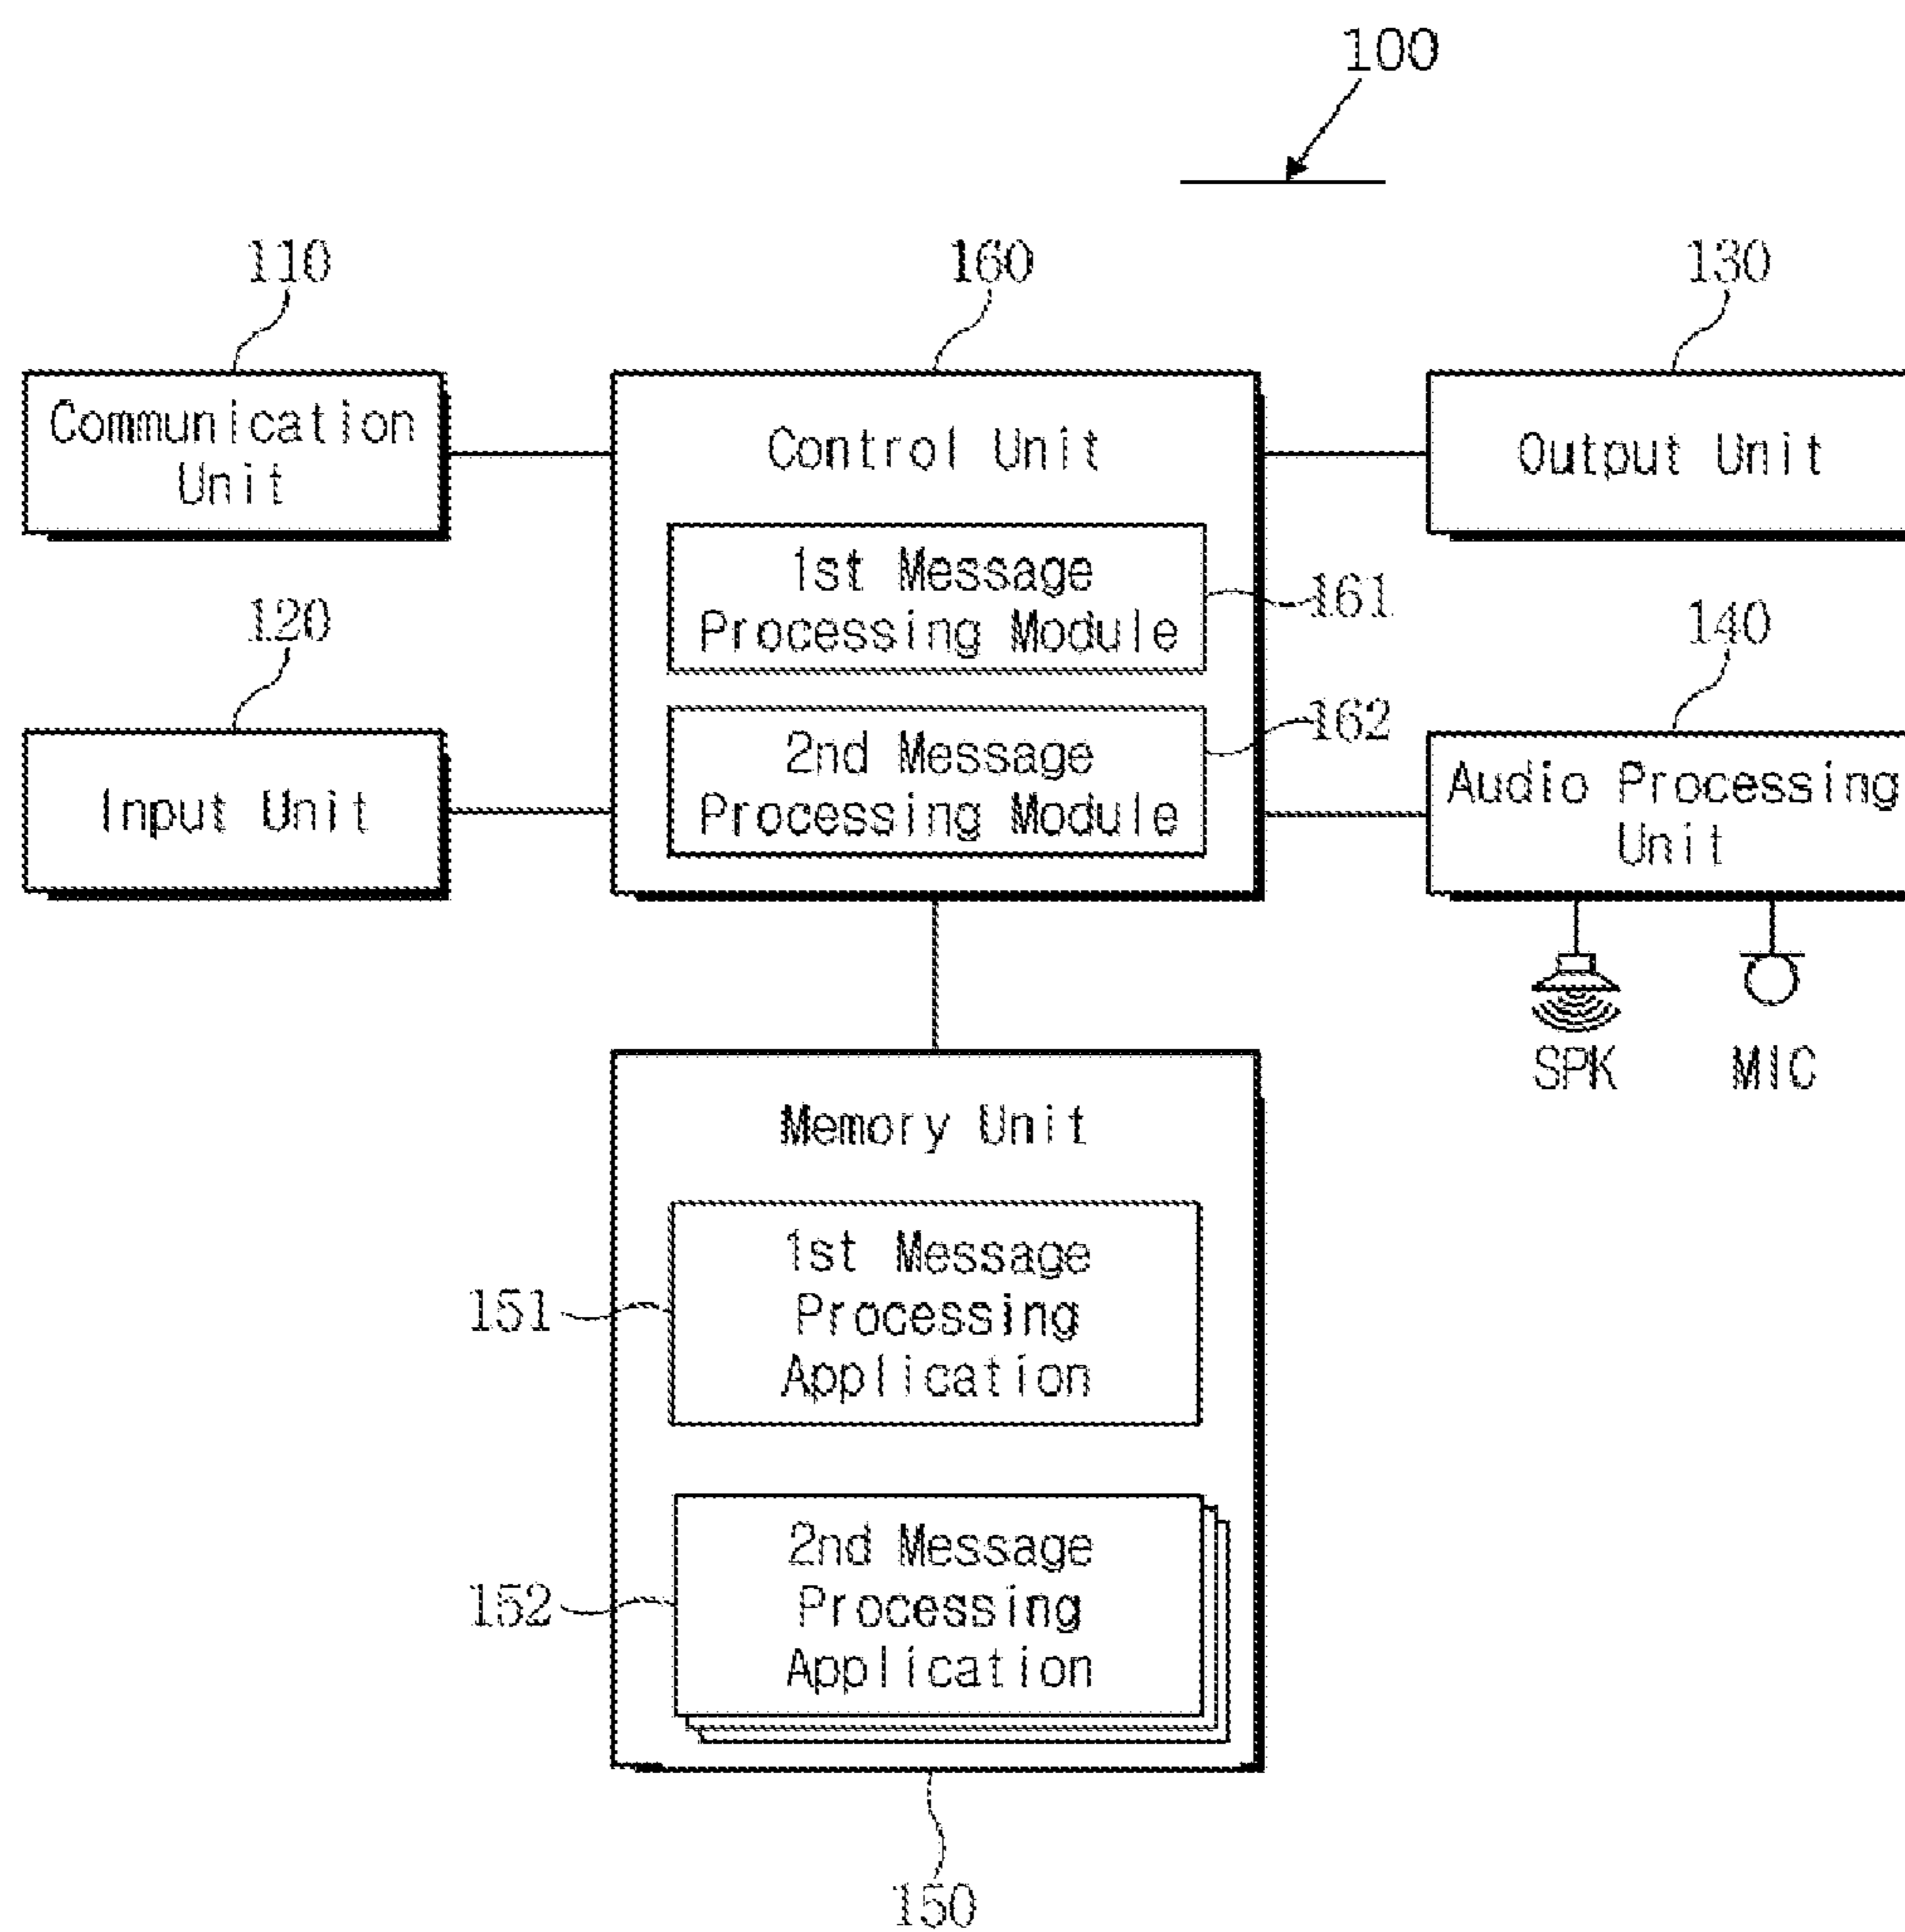 100
110
160
130
Communication
Unit
Control Unit
Output Unit
1st Message
Processing Module
161
120
140
2nd Message
Processing Module
162
Input Unit
Audio Processing
Unit
SPK
MIC
Memory Unit
1st Message
Processing
Application
151
2nd Message
Processing
Application
152
150